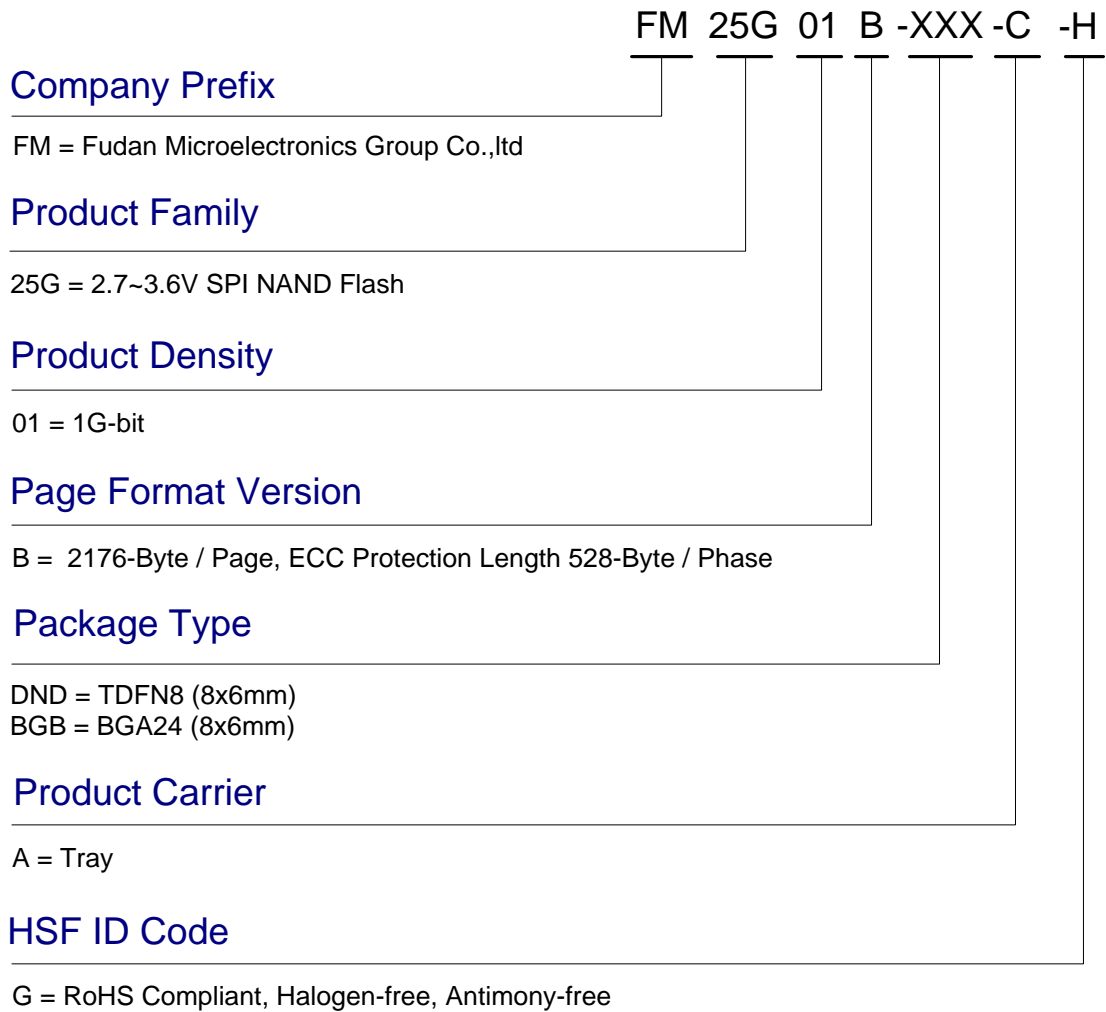 FM 25G 01 B -XXX -C -H
Company Prefix
FM = Fudan Microelectronics Group Co.,ltd
Product Family
25G = 2.7~3.6V SPI NAND Flash
Product Density
01 = 1G-bit
Page Format Version
B = 2176-Byte / Page, ECC Protection Length 528-Byte / Phase
Package Type
DND = TDFN8 (8x6mm)
BGB = BGA24 (8x6mm)
Product Carrier
A = Tray
HSF ID Code
G = RoHS Compliant, Halogen-free, Antimony-free